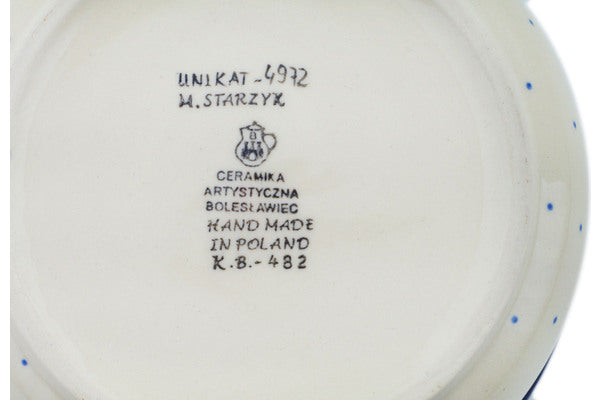 UNIKAT-4972
M. STARZYK
CERAMIKA
ARTYSTYCZNA
BOLESŁAWIEC
HAND MADE
IN POLAND
K.B.-482